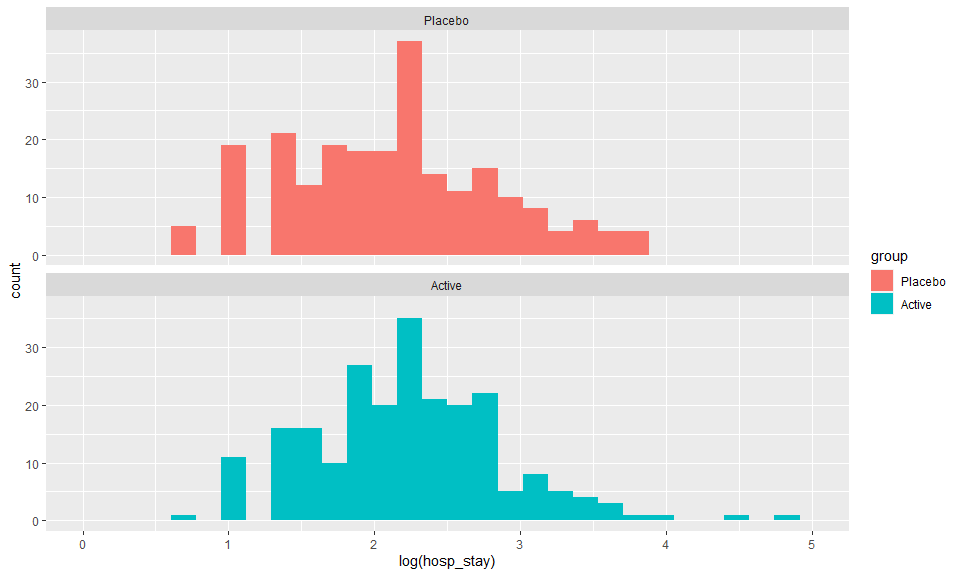 Placebo
30
20
10
0
count
Active
30
20
10
0
0 1 2 3 4 5
log(hosp_stay)
group
Placebo
Active